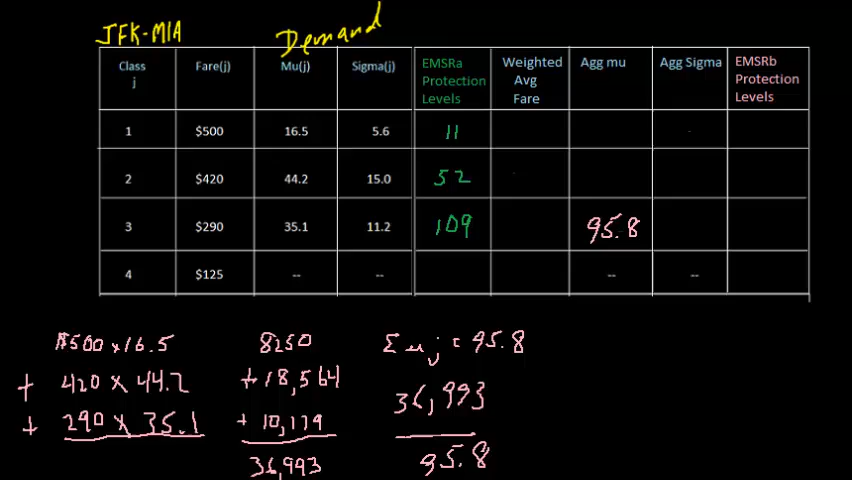 JFK-MIA Demand
Class j Fare(j) Mu(j) Sigma(j) EMSRa Protection Levels Weighted Avg Fare Agg mu Agg Sigma EMSRb Protection Levels
1 $500 16.5 5.6 11
2 $420 44.2 15.0 52
3 $290 35.1 11.2 109 95.8
4 $125 -- -- -- --
$500 x 16.5 8250 Σ μj = 95.8
+ 420 x 44.2 + 18,564 36,993
+ 290 x 35.1 + 10,179
36,993 95.8